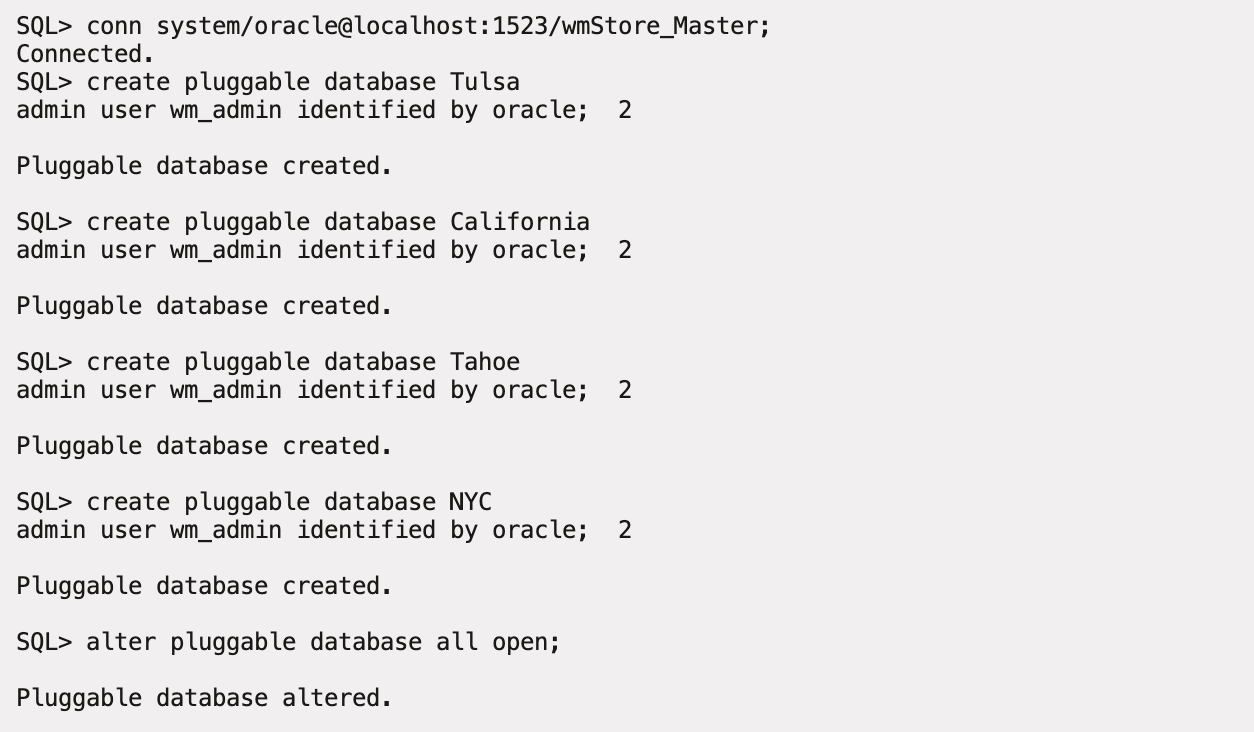 SQL> conn system/oracle@localhost:1523/wmStore_Master;
Connected.
SQL> create pluggable database Tulsa
admin user wm_admin identified by oracle;  2
Pluggable database created.
SQL> create pluggable database California
admin user wm_admin identified by oracle;  2
Pluggable database created.
SQL> create pluggable database Tahoe
admin user wm_admin identified by oracle;  2
Pluggable database created.
SQL> create pluggable database NYC
admin user wm_admin identified by oracle;  2
Pluggable database created.
SQL> alter pluggable database all open;
Pluggable database altered.